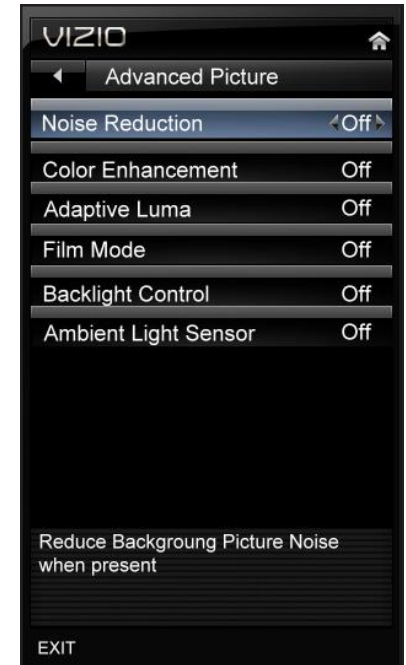 VIZIO
Advanced Picture
Noise Reduction Off
Color Enhancement Off
Adaptive Luma Off
Film Mode Off
Backlight Control Off
Ambient Light Sensor Off
Reduce Backgroung Picture Noise
when present
EXIT